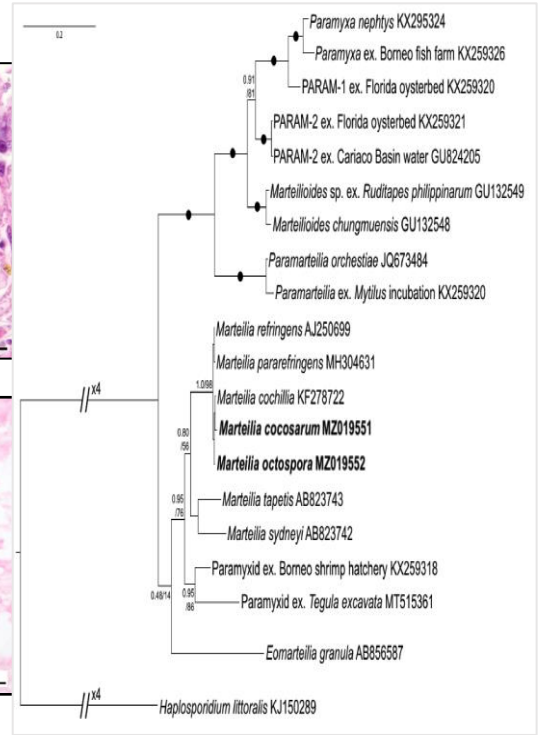 0.2
Paramyxa nephtys KX295324
Paramyxa ex. Borneo fish farm KX259326
PARAM-1 ex. Florida oysterbed KX259320
0.91
/81
PARAM-2 ex. Florida oysterbed KX259321
PARAM-2 ex. Cariaco Basin water GU824205
Marteilioides sp. ex. Ruditapes philippinarum GU132549
Marteilioides chungmuensis GU132548
Paramarteilia orchestiae JQ673484
Paramarteilia ex. Mytilus incubation KX259320
Marteilia refringens AJ250699
Marteilia pararefringens MH304631
1.0/98
Marteilia cochillia KF278722
x4
Marteilia cocosarum MZ019551
0.80
/56
Marteilia octospora MZ019552
0.95
/76
Marteilia tapetis AB823743
Marteilia sydneyi AB823742
Paramyxid ex. Borneo shrimp hatchery KX259318
0.48/14
0.95
/86
Paramyxid ex. Tegula excavata MT515361
Eomarteilia granula AB856587
x4
Haplosporidium littoralis KJ150289